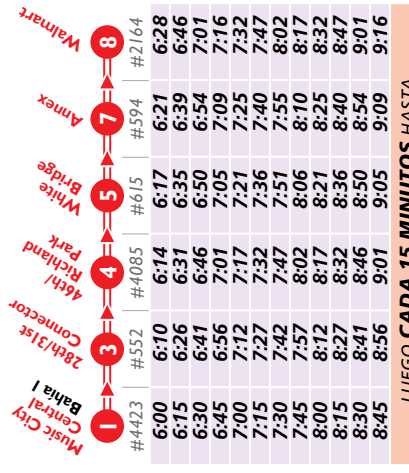 Music City
Central
Bahia I
28th/31st
Connector
46th/
Richland
Park
White
Bridge
Annex
Walmart
1 3 4 5 7 8
#4423 #552 #4085 #615 #594 #2164
6:00 6:10 6:14 6:17 6:21 6:28
6:15 6:26 6:31 6:35 6:39 6:46
6:30 6:41 6:46 6:50 6:54 7:01
6:45 6:56 7:01 7:05 7:09 7:16
7:00 7:12 7:17 7:21 7:25 7:32
7:15 7:27 7:32 7:36 7:40 7:47
7:30 7:42 7:47 7:51 7:55 8:02
7:45 7:57 8:02 8:06 8:10 8:17
8:00 8:12 8:17 8:21 8:25 8:32
8:15 8:27 8:32 8:36 8:40 8:47
8:30 8:41 8:46 8:50 8:54 9:01
8:45 8:56 9:01 9:05 9:09 9:16
LUEGO CADA 15 MINUTOS HASTA